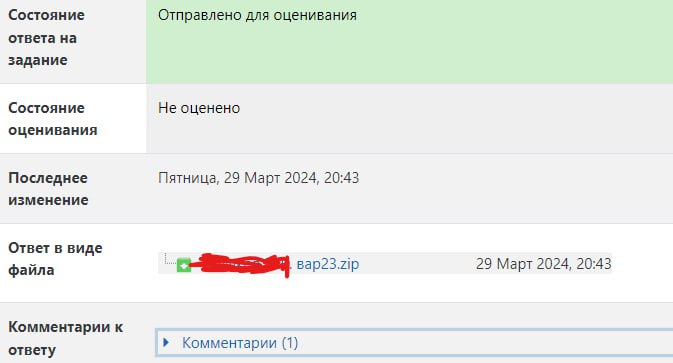 Состояние
ответа на
задание
Отправлено для оценивания
Состояние
оценивания
Не оценено
Последнее
изменение
Пятница, 29 Март 2024, 20:43
Ответ в виде
файла
вар23.zip
29 Март 2024, 20:43
Комментарии к
ответу
Комментарии (1)